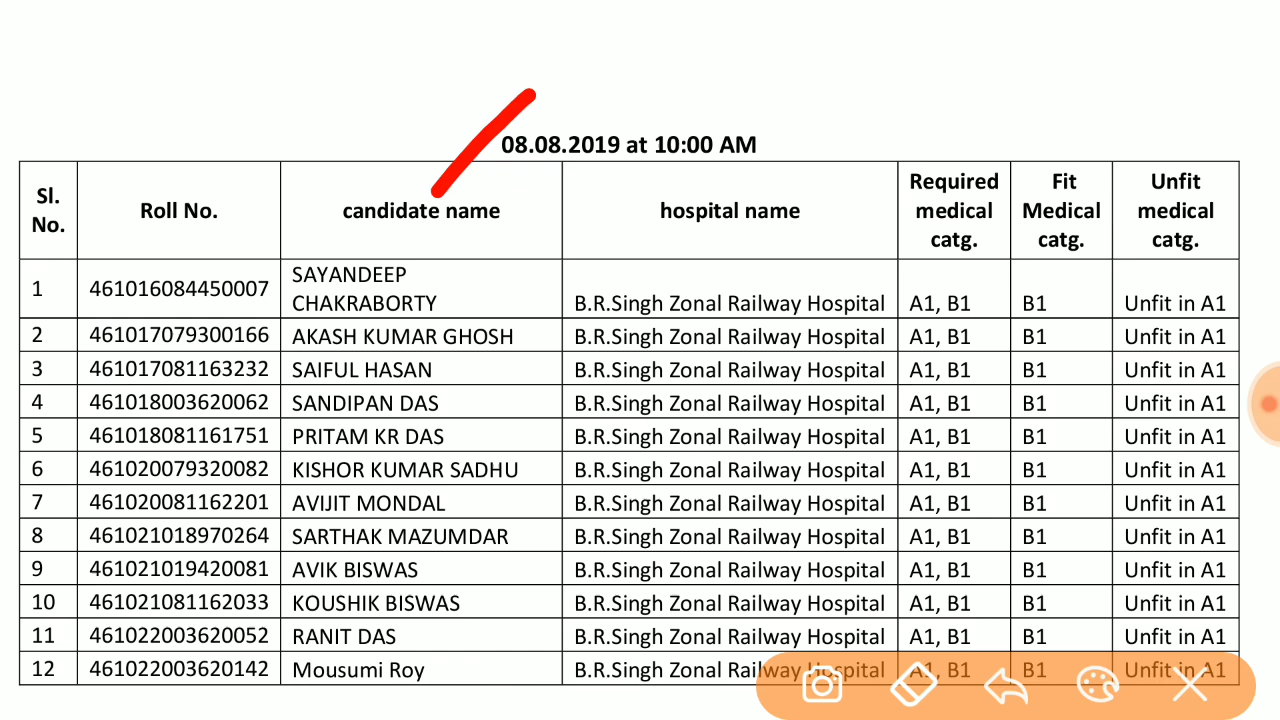 08.08.2019 at 10:00 AM
Sl. No. Roll No. candidate name hospital name Required medical catg. Fit Medical catg. Unfit medical catg.
1 461016084450007 SAYANDEEP CHAKRABORTY B.R.Singh Zonal Railway Hospital A1, B1 B1 Unfit in A1
2 461017079300166 AKASH KUMAR GHOSH B.R.Singh Zonal Railway Hospital A1, B1 B1 Unfit in A1
3 461017081163232 SAIFUL HASAN B.R.Singh Zonal Railway Hospital A1, B1 B1 Unfit in A1
4 461018003620062 SANDIPAN DAS B.R.Singh Zonal Railway Hospital A1, B1 B1 Unfit in A1
5 461018081161751 PRITAM KR DAS B.R.Singh Zonal Railway Hospital A1, B1 B1 Unfit in A1
6 461020079320082 KISHOR KUMAR SADHU B.R.Singh Zonal Railway Hospital A1, B1 B1 Unfit in A1
7 461020081162201 AVIJIT MONDAL B.R.Singh Zonal Railway Hospital A1, B1 B1 Unfit in A1
8 461021018970264 SARTHAK MAZUMDAR B.R.Singh Zonal Railway Hospital A1, B1 B1 Unfit in A1
9 461021019420081 AVIK BISWAS B.R.Singh Zonal Railway Hospital A1, B1 B1 Unfit in A1
10 461021081162033 KOUSHIK BISWAS B.R.Singh Zonal Railway Hospital A1, B1 B1 Unfit in A1
11 461022003620052 RANIT DAS B.R.Singh Zonal Railway Hospital A1, B1 B1 Unfit in A1
12 461022003620142 Mousumi Roy B.R.Singh Zonal Railway Hospital A1, B1 B1 Unfit in A1